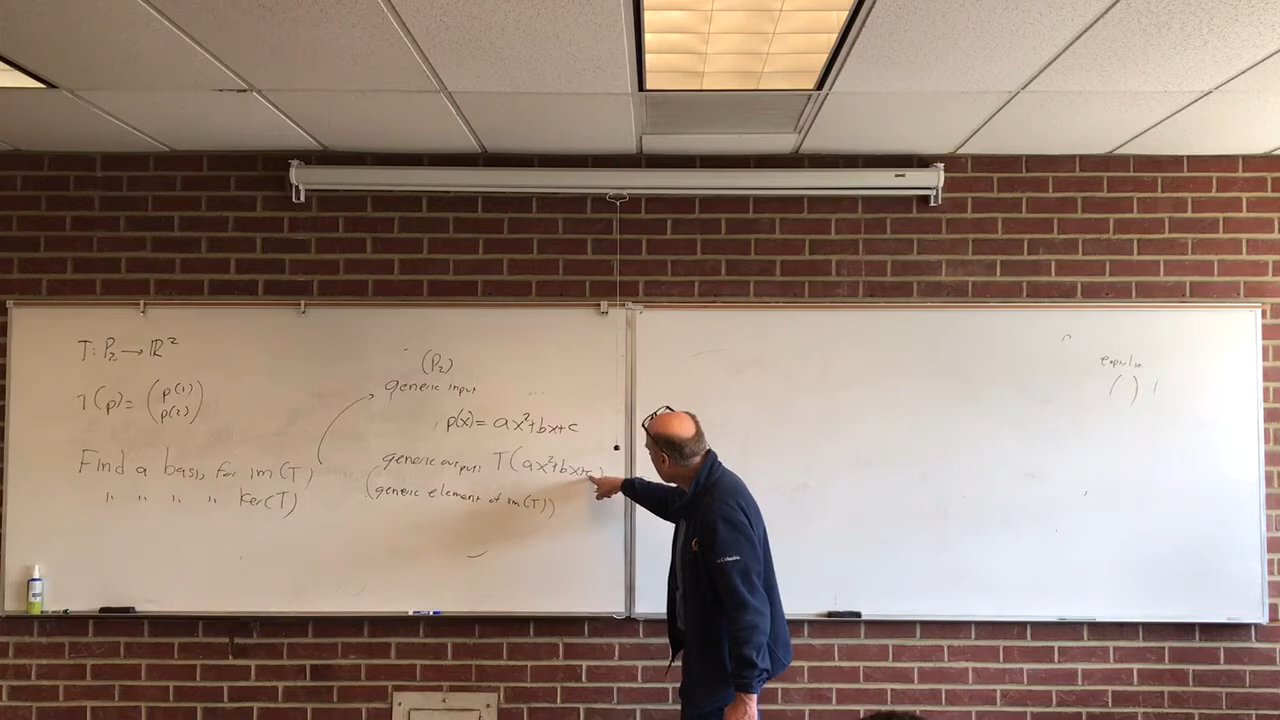 T: P₂ → ℝ²
T(p) = (p(1)
p(2))
Find a basis for im(T)
" " " " Ker(T)
(P₂)
generic input
p(x) = ax²+bx+c
generic output: T(ax²+bx+c)
(generic element of im(T))
( )
Columbia